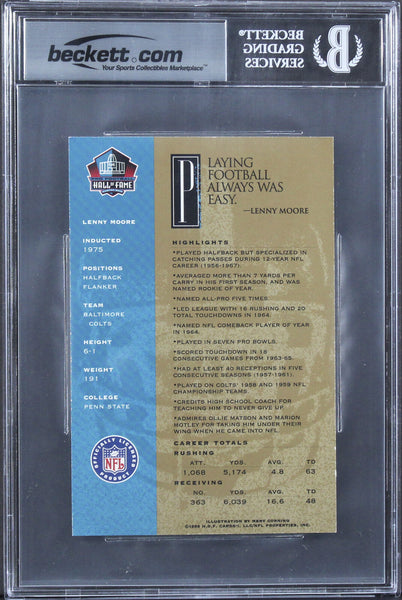 beckett.com
Your Sports Collectibles Marketplace™
BECKETT®
GRADING
SERVICES
B
HALL of FAME
LENNY MOORE
INDUCTED
1975
POSITIONS
HALFBACK
FLANKER
TEAM
BALTIMORE
COLTS
HEIGHT
6-1
WEIGHT
191
COLLEGE
PENN STATE
OFFICIALLY LICENSED
NFL
PRODUCT
PLAYING
FOOTBALL
ALWAYS WAS
EASY.
—LENNY MOORE
HIGHLIGHTS
•PLAYED HALFBACK BUT SPECIALIZED IN
CATCHING PASSES DURING 12-YEAR NFL
CAREER (1956-1967).
•AVERAGED MORE THAN 7 YARDS PER
CARRY IN HIS FIRST SEASON, AND WAS
NAMED ROOKIE OF YEAR.
•NAMED ALL-PRO FIVE TIMES.
•LED LEAGUE WITH 16 RUSHING AND 20
TOTAL TOUCHDOWNS IN 1964.
•NAMED NFL COMEBACK PLAYER OF YEAR
IN 1964.
•PLAYED IN SEVEN PRO BOWLS.
•SCORED TOUCHDOWN IN 18
CONSECUTIVE GAMES FROM 1963-65.
•HAD AT LEAST 40 RECEPTIONS IN FIVE
CONSECUTIVE SEASONS (1957-1961).
•PLAYED ON COLTS' 1958 AND 1959 NFL
CHAMPIONSHIP TEAMS.
•CREDITS HIGH SCHOOL COACH FOR
TEACHING HIM TO NEVER GIVE UP.
•ADMIRES OLLIE MATSON AND MARION
MOTLEY FOR TAKING HIM UNDER THEIR
WING WHEN HE CAME INTO NFL.
CAREER TOTALS
RUSHING
ATT. YDS. AVG. TD
1,068 5,174 4.8 63
RECEIVING
NO. YDS. AVG. TD
363 6,039 16.6 48
ILLUSTRATION BY MERV CORNING